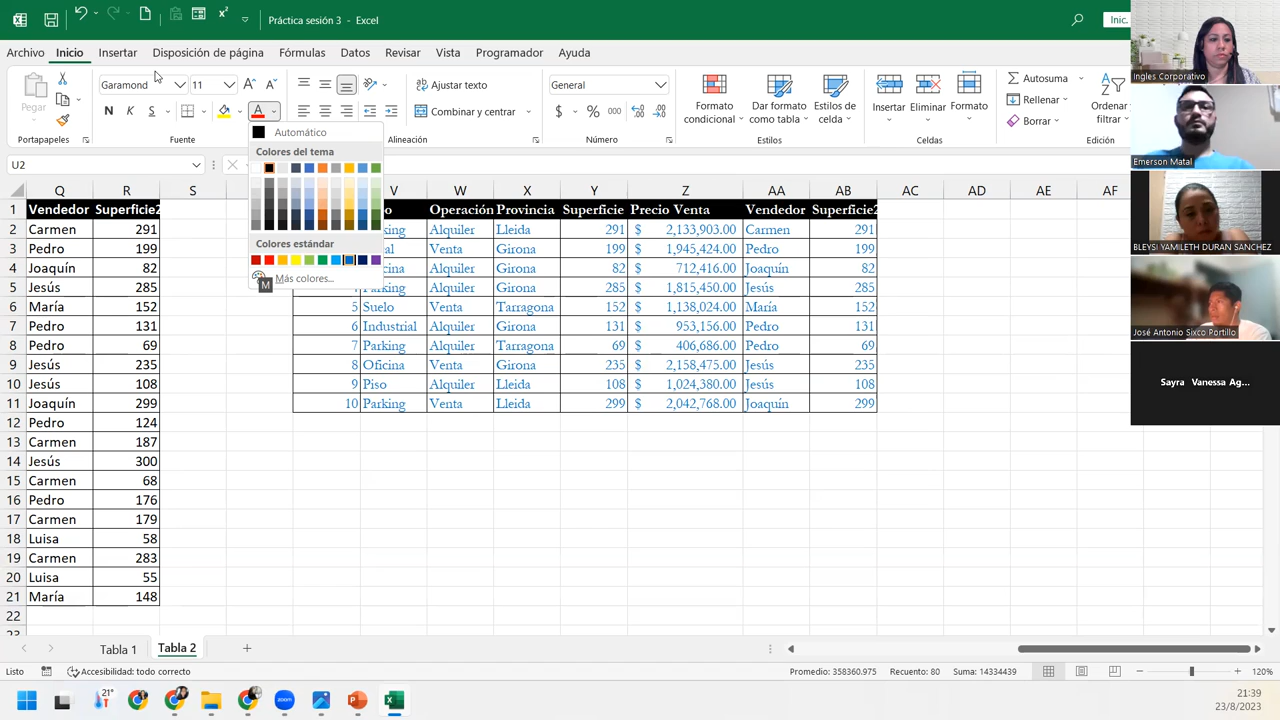 Práctica sesión 3 - Excel
Inic.
Archivo Inicio Insertar Disposición de página Fórmulas Datos Revisar Vista Ayuda
Pegar
Garamond 11
N K S
Ajustar texto
Combinar y centrar
General
$ % 000
Formato condicional
Dar formato como tabla
Estilos de celda
Insertar Eliminar Formato
Autosuma
Rellenar
Borrar
Ordenar y filtrar
Portapapeles Fuente Número Estilos Celdas Edición
Automático
Colores del tema
Colores estándar
Más colores...
M
U2
Q R S V W X Y Z AA AB AC AD AE AF
1 Vendedor Superficie2 Operación Provincia Superficie Precio Venta Vendedor Superficie2
2 Carmen 291 Alquiler Lleida 291 $ 2,133,903.00 Carmen 291
3 Pedro 199 Venta Girona 199 $ 1,945,424.00 Pedro 199
4 Joaquín 82 Alquiler Girona 82 $ 712,416.00 Joaquín 82
5 Jesús 285 Parking Alquiler Girona 285 $ 1,815,450.00 Jesús 285
6 María 152 5 Suelo Venta Tarragona 152 $ 1,138,024.00 María 152
7 Pedro 131 6 Industrial Alquiler Girona 131 $ 953,156.00 Pedro 131
8 Pedro 69 7 Parking Alquiler Tarragona 69 $ 406,686.00 Pedro 69
9 Jesús 235 8 Oficina Venta Girona 235 $ 2,158,475.00 Jesús 235
10 Jesús 108 9 Piso Alquiler Lleida 108 $ 1,024,380.00 Jesús 108
11 Joaquín 299 10 Parking Venta Lleida 299 $ 2,042,768.00 Joaquín 299
12 Pedro 124
13 Carmen 187
14 Jesús 300
15 Carmen 68
16 Pedro 176
17 Carmen 179
18 Luisa 58
19 Carmen 283
20 Luisa 55
21 María 148
22
23
Tabla 1 Tabla 2
Listo Accesibilidad: todo correcto Promedio: 358360.975 Recuento: 80 Suma: 14334439 120%
21° zoom
21:39
23/8/2023
Ingles Corporativo
Emerson Matal
BLEYSI YAMILETH DURAN SANCHEZ
José Antonio Sixco Portillo
Sayra Vanessa Ag...